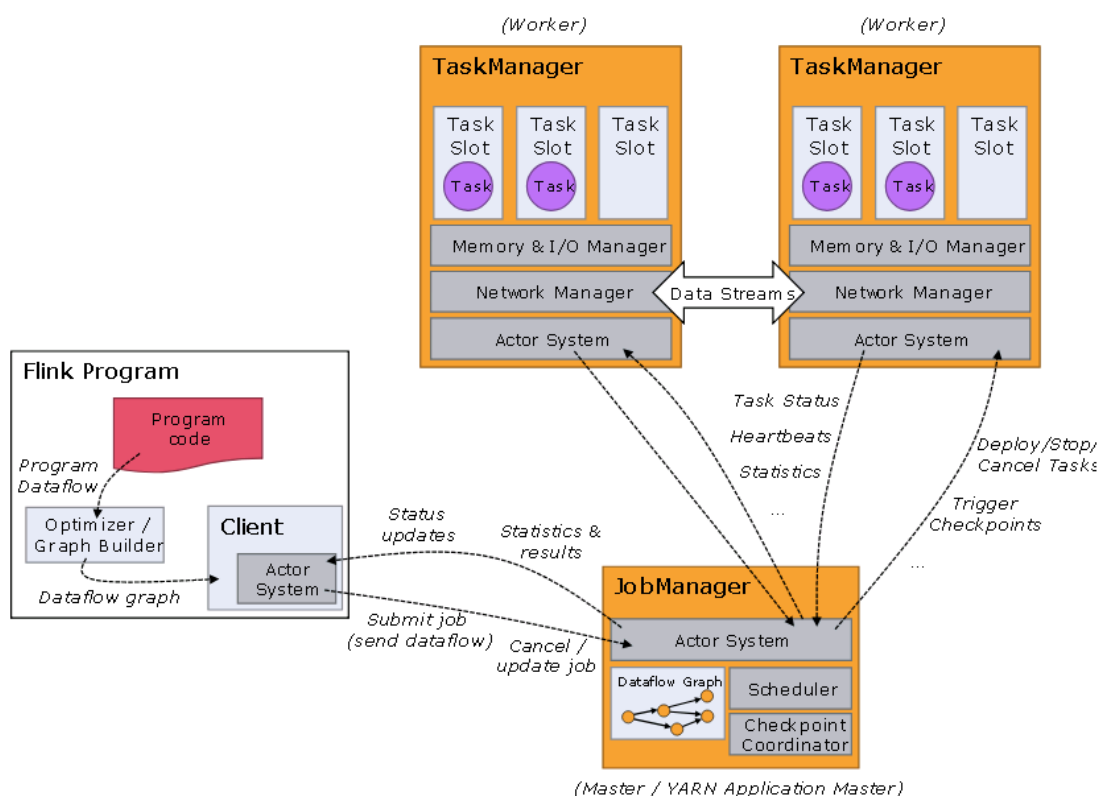 (Worker)
(Worker)
TaskManager
TaskManager
Task
Slot
Task
Slot
Task
Slot
Task
Slot
Task
Slot
Task
Slot
Task
Task
Task
Task
Memory & I/O Manager
Memory & I/O Manager
Network Manager
Data Streams
Network Manager
Actor System
Actor System
Flink Program
Program
code
Program
Dataflow
Optimizer /
Graph Builder
Dataflow graph
Client
Actor
System
Status
updates
Statistics &
results
Submit job
(send dataflow)
Cancel /
update job
Task Status
Heartbeats
Statistics
...
Deploy/Stop/
Cancel Tasks
Trigger
Checkpoints
...
JobManager
Actor System
Dataflow Graph
Scheduler
Checkpoint
Coordinator
(Master / YARN Application Master)